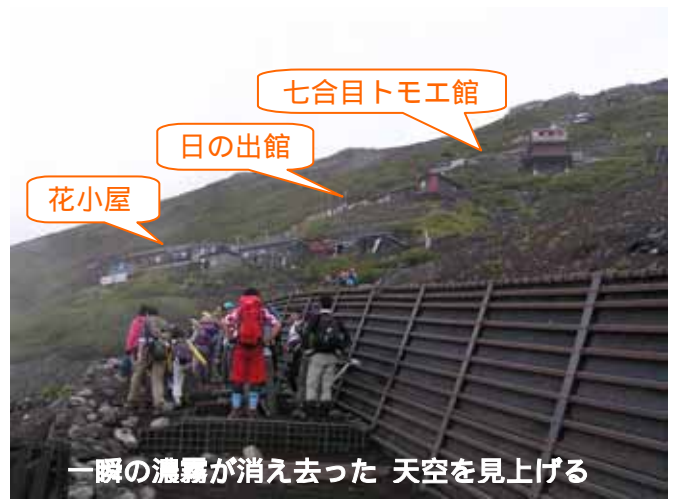 七合目トモエ館
日の出館
花小屋
一瞬の濃霧が消え去った 天空を見上げる